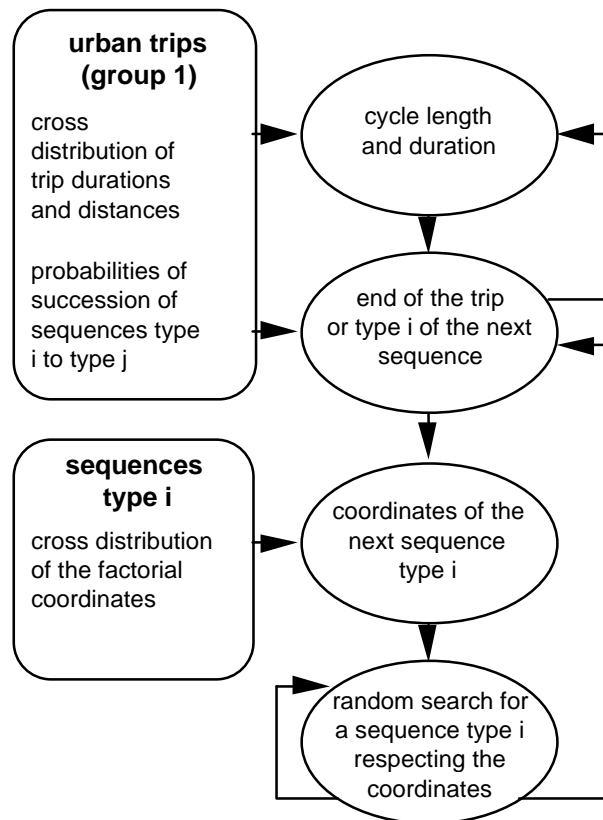 urban trips
(group 1)
cross
distribution of
trip durations
and distances
probabilities of
succession of
sequences type
i to type j
cycle length
and duration
end of the trip
or type i of the next
sequence
sequences
type i
cross distribution
of the factorial
coordinates
coordinates of the
next sequence
type i
random search for
a sequence type i
respecting the
coordinates